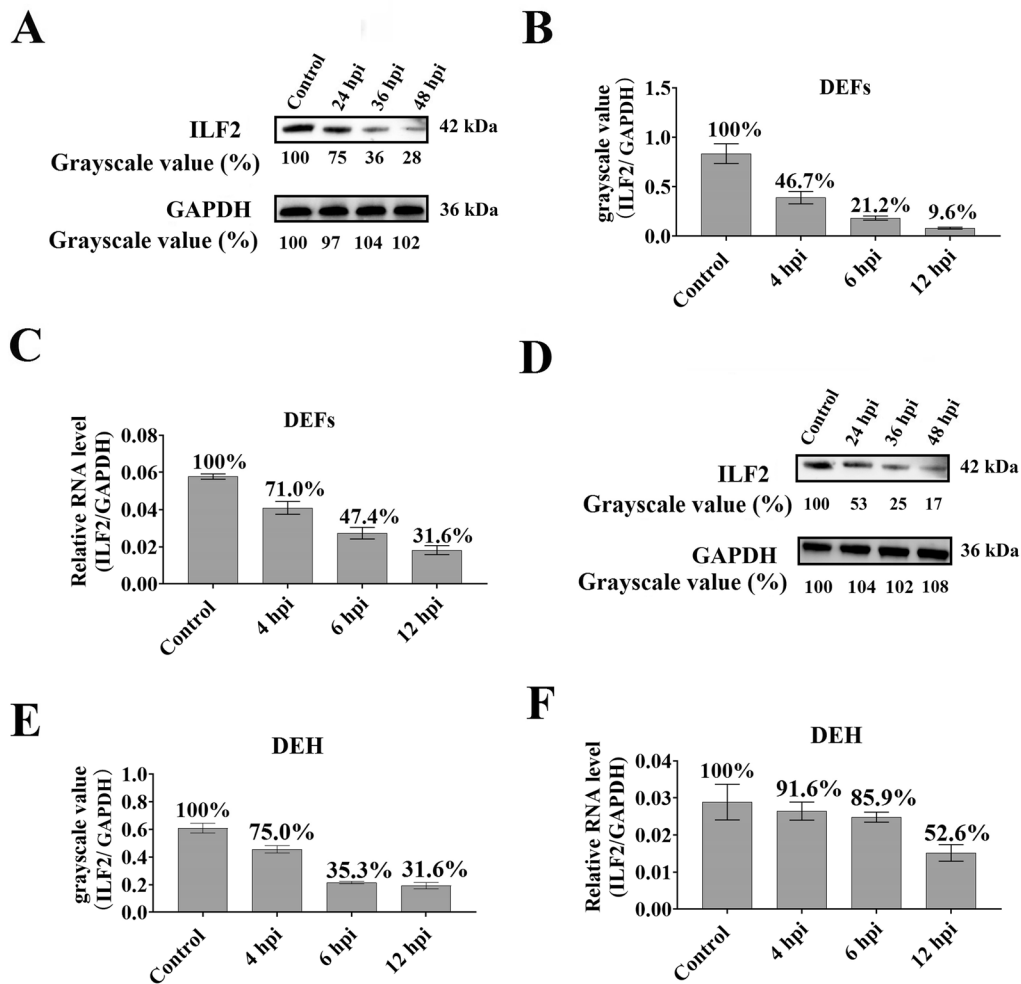 A
Control
24 hpi
36 hpi
48 hpi
ILF2
42 kDa
Grayscale value (%)
100 75 36 28
GAPDH
36 kDa
Grayscale value (%)
100 97 104 102
B
DEFs
grayscale value
(ILF2/ GAPDH)
1.5
1.0
0.5
0.0
100%
46.7%
21.2%
9.6%
Control
4 hpi
6 hpi
12 hpi
C
DEFs
Relative RNA level
(ILF2/GAPDH)
0.08
0.06
0.04
0.02
0.00
100%
71.0%
47.4%
31.6%
Control
4 hpi
6 hpi
12 hpi
D
Control
24 hpi
36 hpi
48 hpi
ILF2
42 kDa
Grayscale value (%)
100 53 25 17
GAPDH
36 kDa
Grayscale value (%)
100 104 102 108
E
DEH
grayscale value
(ILF2/ GAPDH)
1.0
0.8
0.6
0.4
0.2
0.0
100%
75.0%
35.3%
31.6%
Control
4 hpi
6 hpi
12 hpi
F
DEH
Relative RNA level
(ILF2/GAPDH)
0.04
0.03
0.02
0.01
0.00
100%
91.6%
85.9%
52.6%
Control
4 hpi
6 hpi
12 hpi